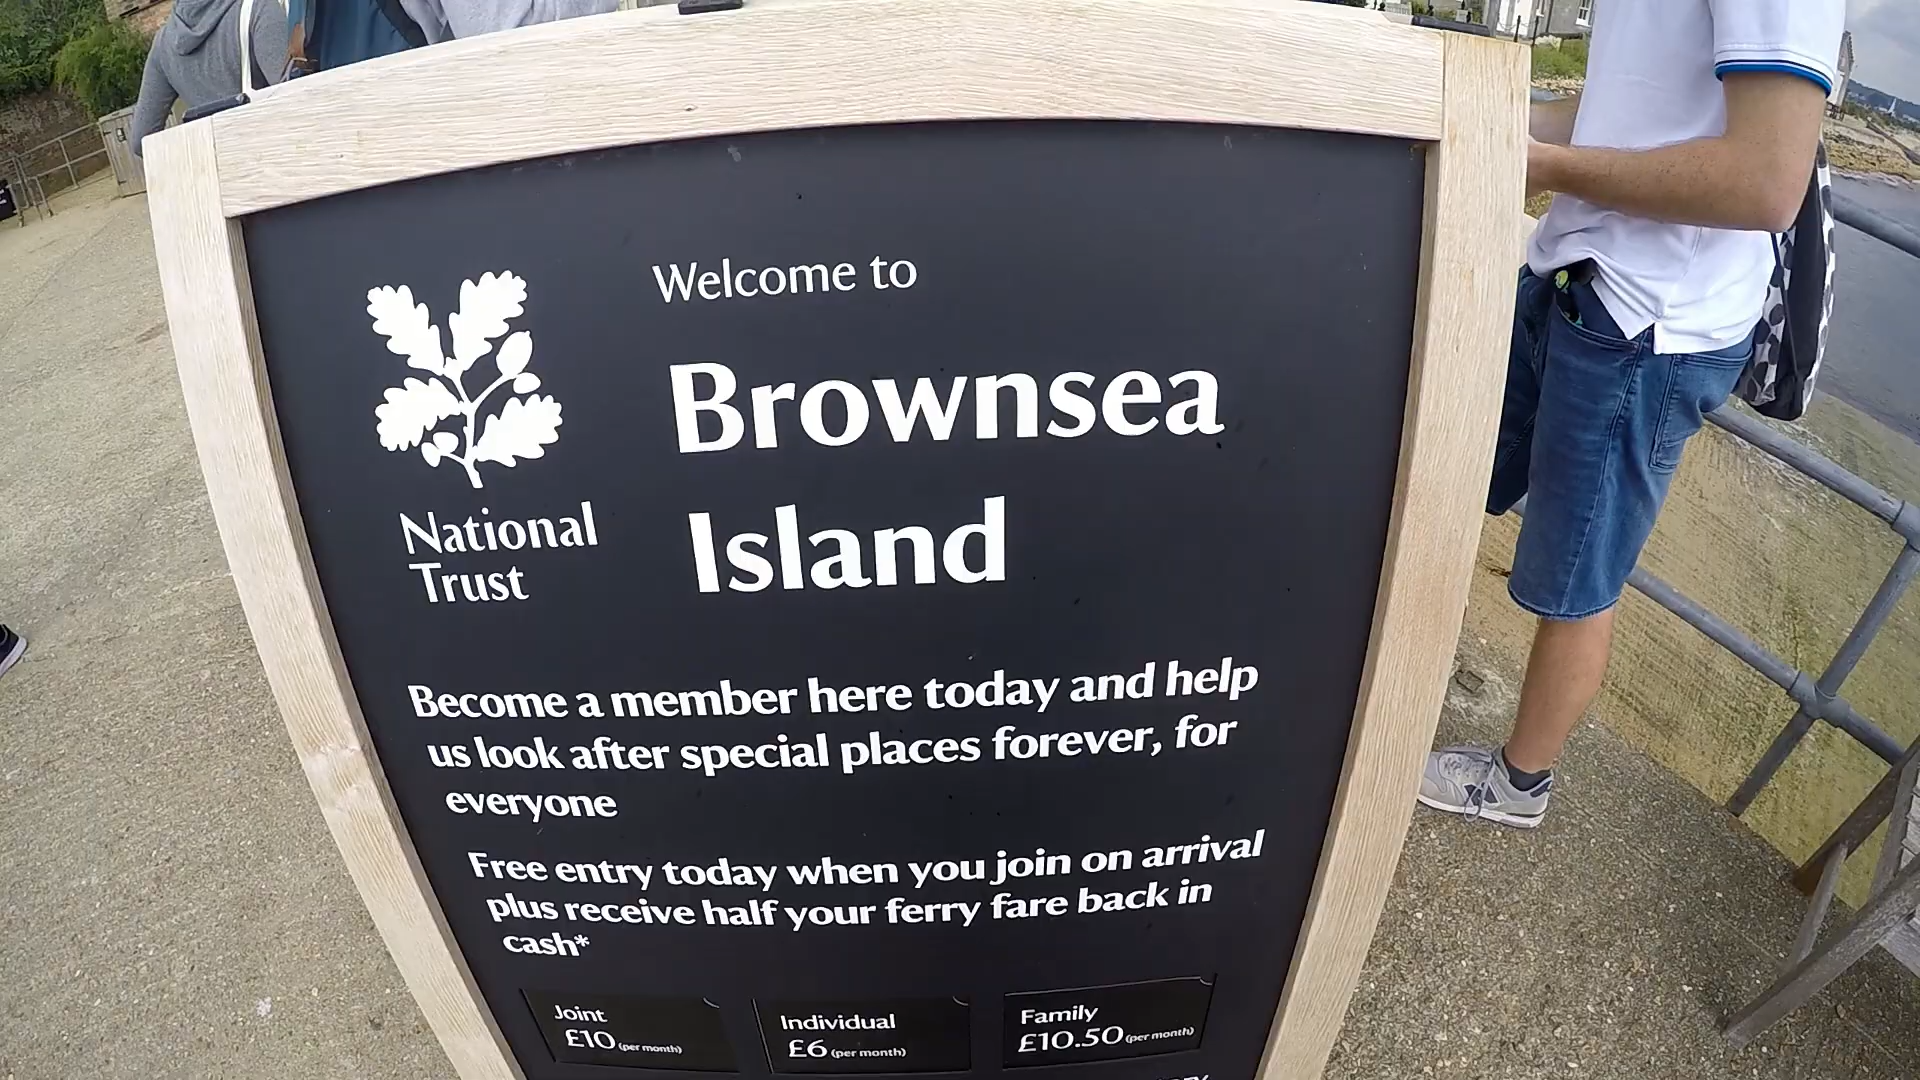 Welcome to
Brownsea
Island
National
Trust
Become a member here today and help
us look after special places forever, for
everyone
Free entry today when you join on arrival
plus receive half your ferry fare back in
cash*
Joint
£10 (per month)
Individual
£6 (per month)
Family
£10.50 (per month)